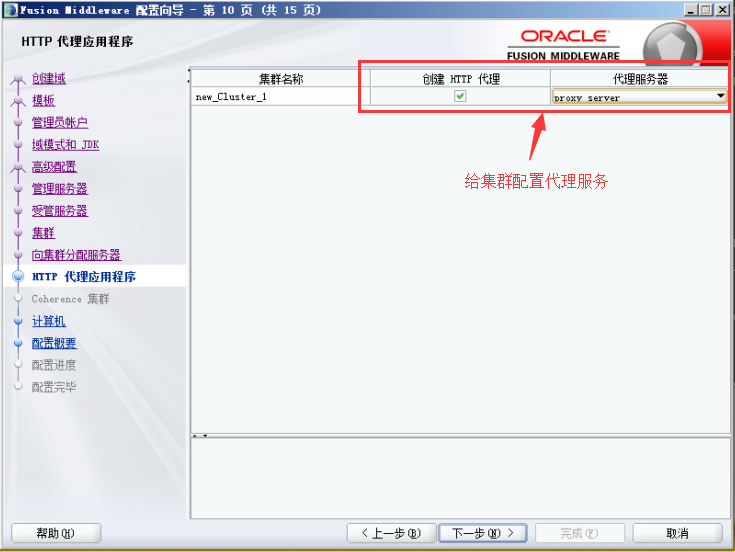 Fusion Middleware 配置向导 - 第 10 页 (共 15 页)
HTTP 代理应用程序
ORACLE
FUSION MIDDLEWARE
创建域
模板
管理员帐户
域模式和 JDK
高级配置
管理服务器
受管服务器
集群
向集群分配服务器
HTTP 代理应用程序
Coherence 集群
计算机
配置概要
配置进度
配置完毕
集群名称 创建 HTTP 代理 代理服务器
new_Cluster_1 proxy_server
给集群配置代理服务
帮助(H) < 上一步(B) 下一步(N) > 完成(F) 取消